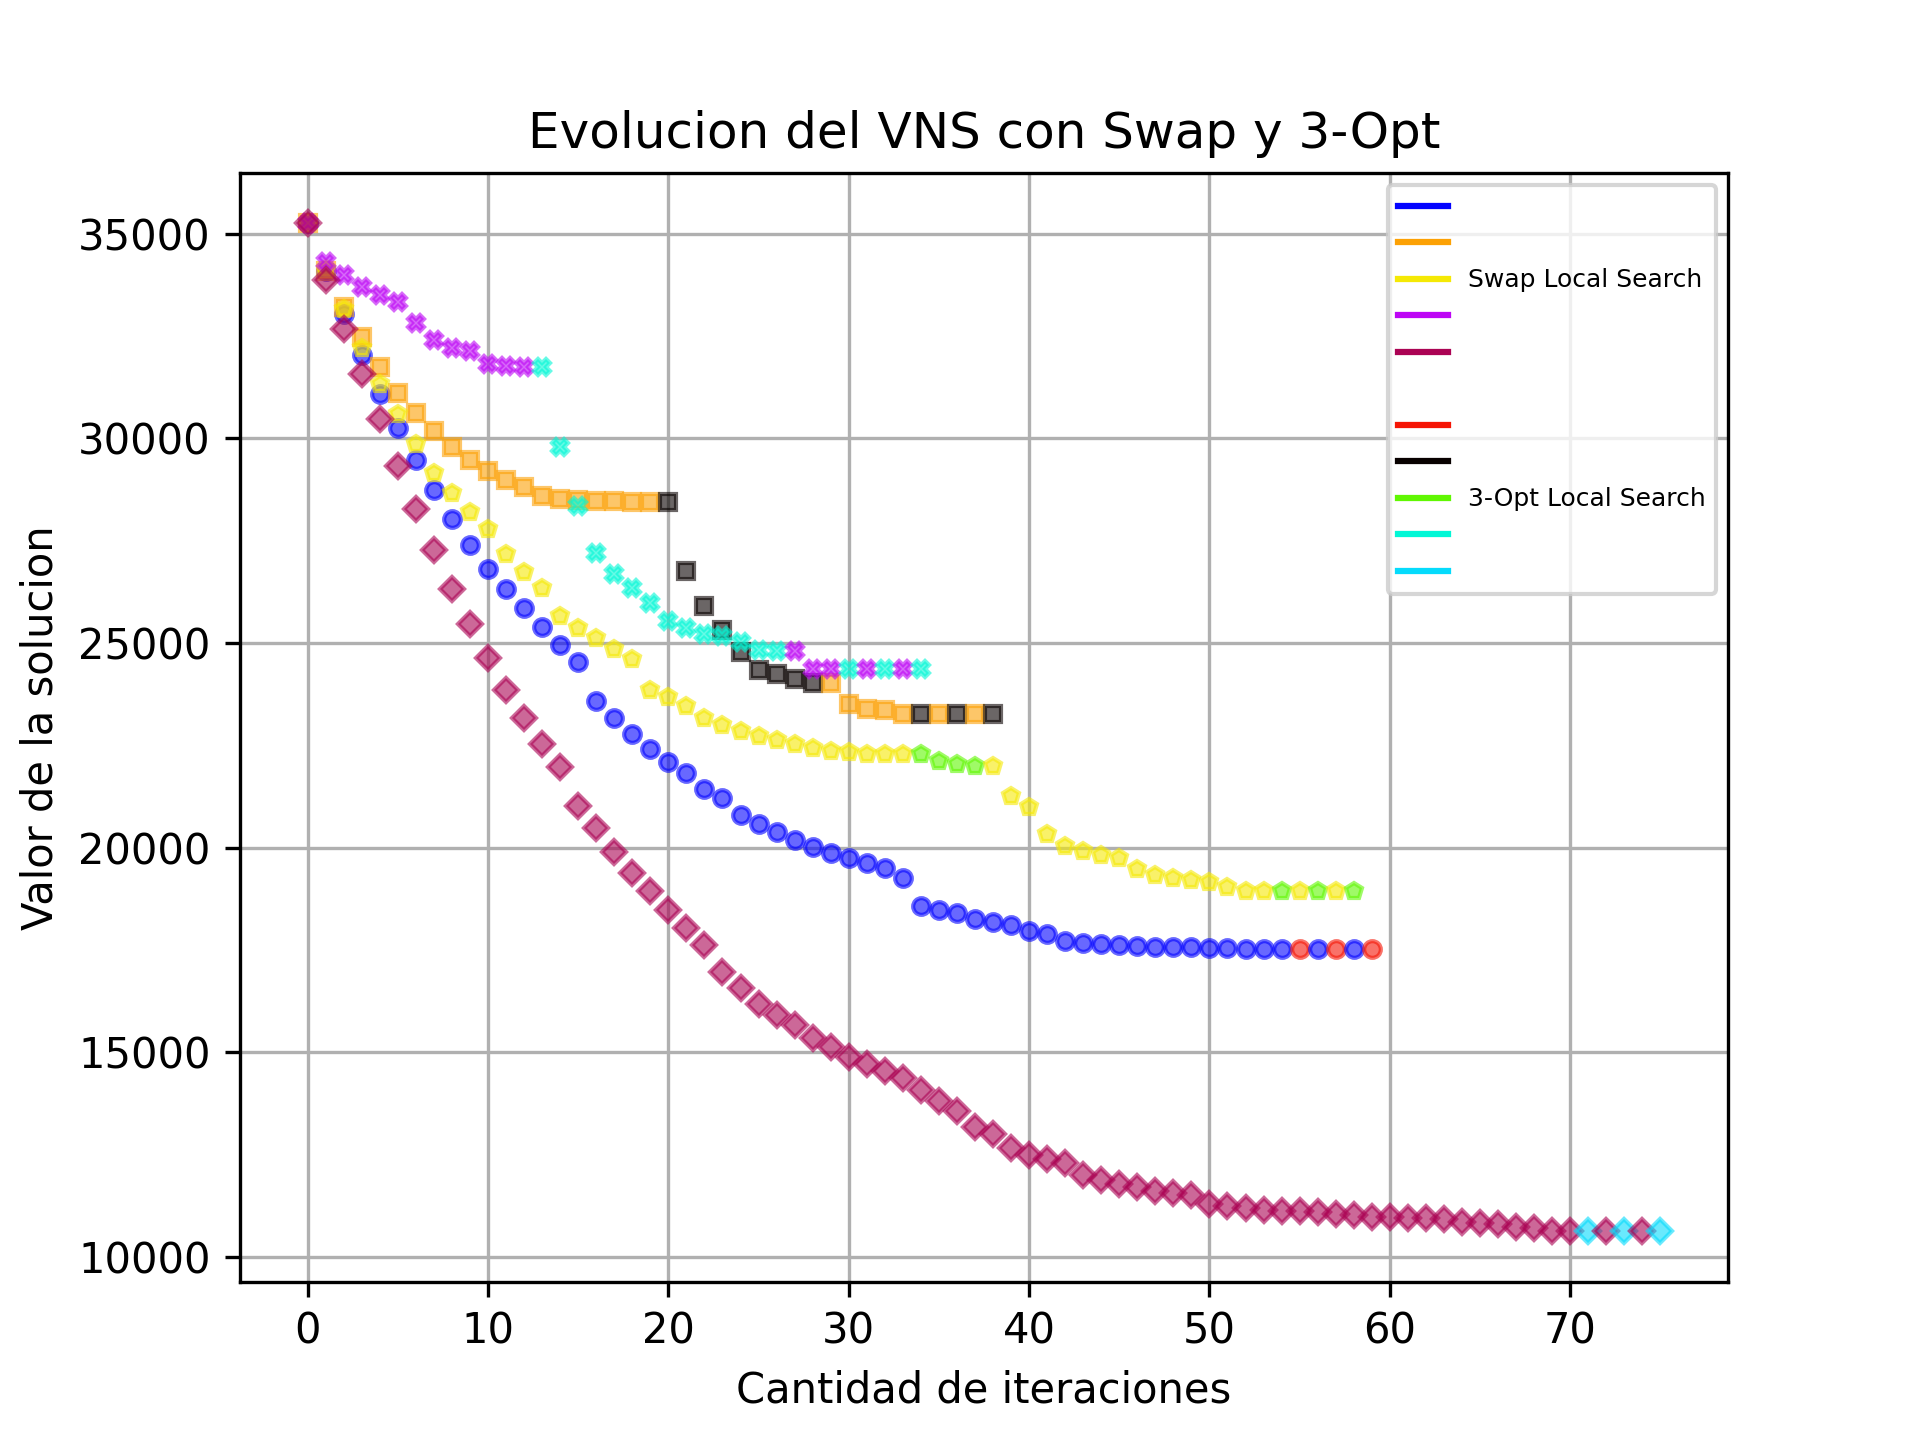 Evolucion del VNS con Swap y 3-Opt
35000
30000
25000
20000
15000
10000
Valor de la solucion
Swap Local Search
3-Opt Local Search
0 10 20 30 40 50 60 70
Cantidad de iteraciones